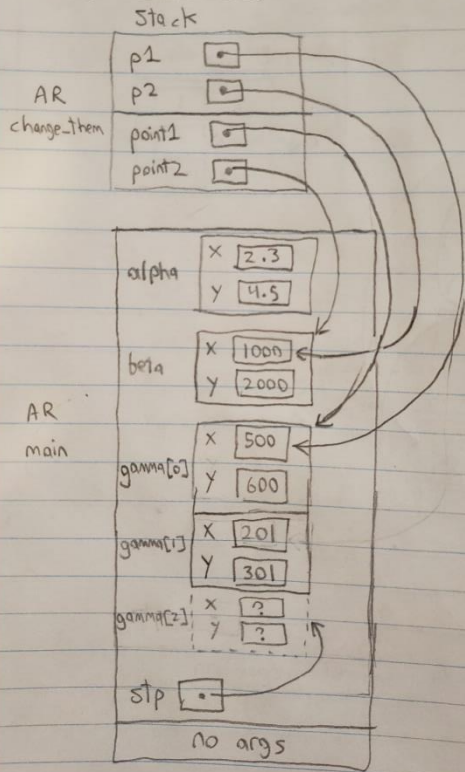 Stack
p1
p2
AR
change_them
point1
point2
alpha
X 2.3
Y 4.5
beta
X 1000
Y 2000
AR
main
gamma[0]
X 500
Y 600
gamma[1]
X 201
Y 301
gamma[2]
X ?
Y ?
stp
no args